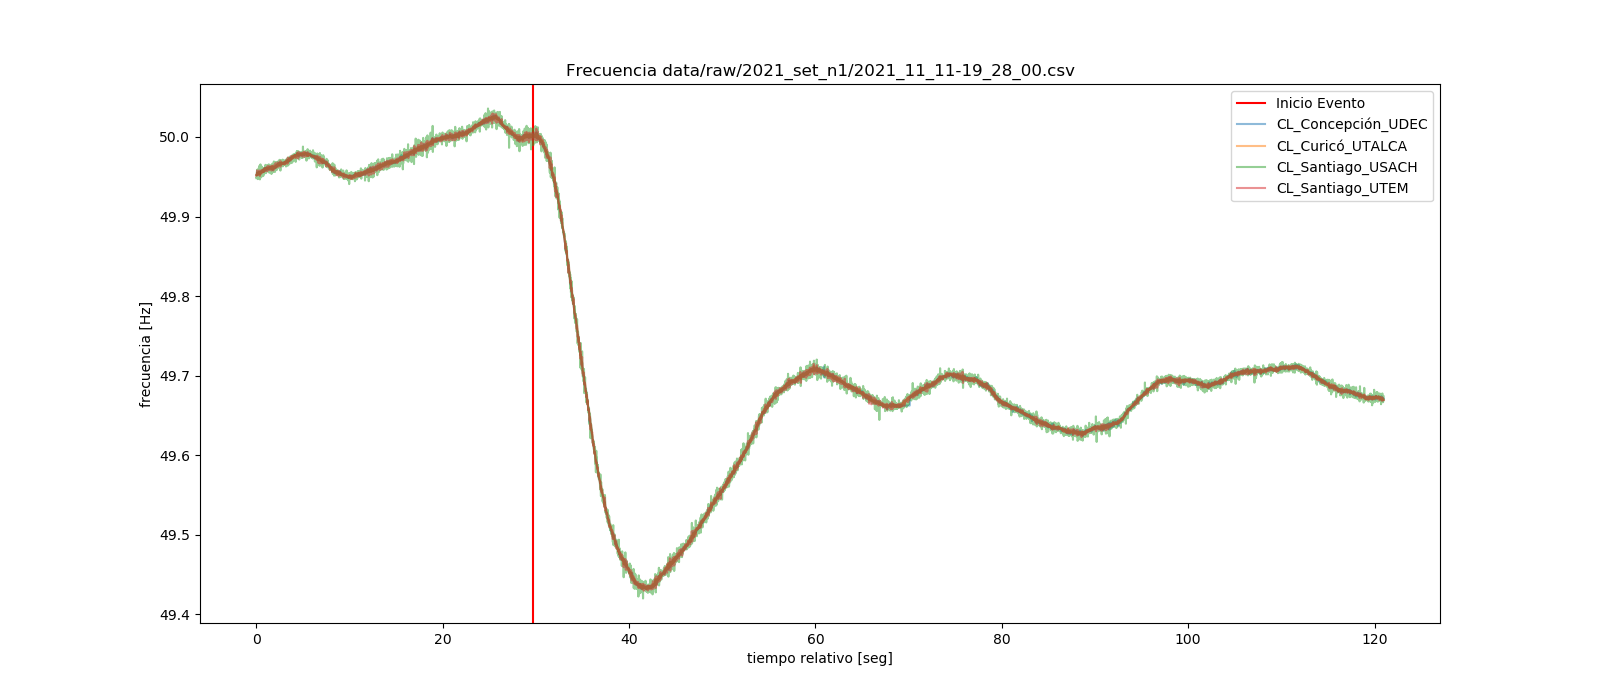 Frecuencia data/raw/2021_set_n1/2021_11_11-19_28_00.csv
Inicio Evento
CL_Concepción_UDEC
CL_Curicó_UTALCA
CL_Santiago_USACH
CL_Santiago_UTEM
frecuencia [Hz]
50.0
49.9
49.8
49.7
49.6
49.5
49.4
0 20 40 60 80 100 120
tiempo relativo [seg]